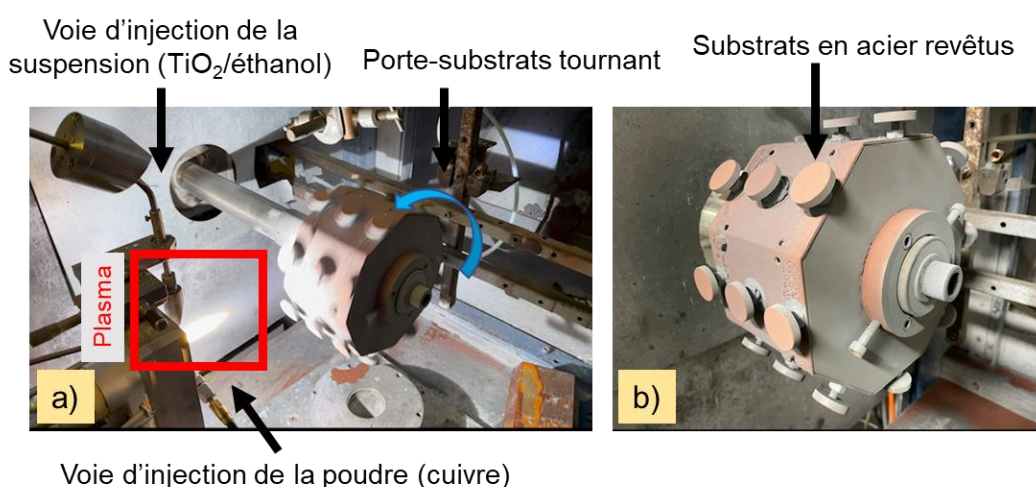 Voie d’injection de la
suspension (TiO₂/éthanol)
Porte-substrats tournant
Substrats en acier revêtus
Plasma
a)
b)
Voie d’injection de la poudre (cuivre)